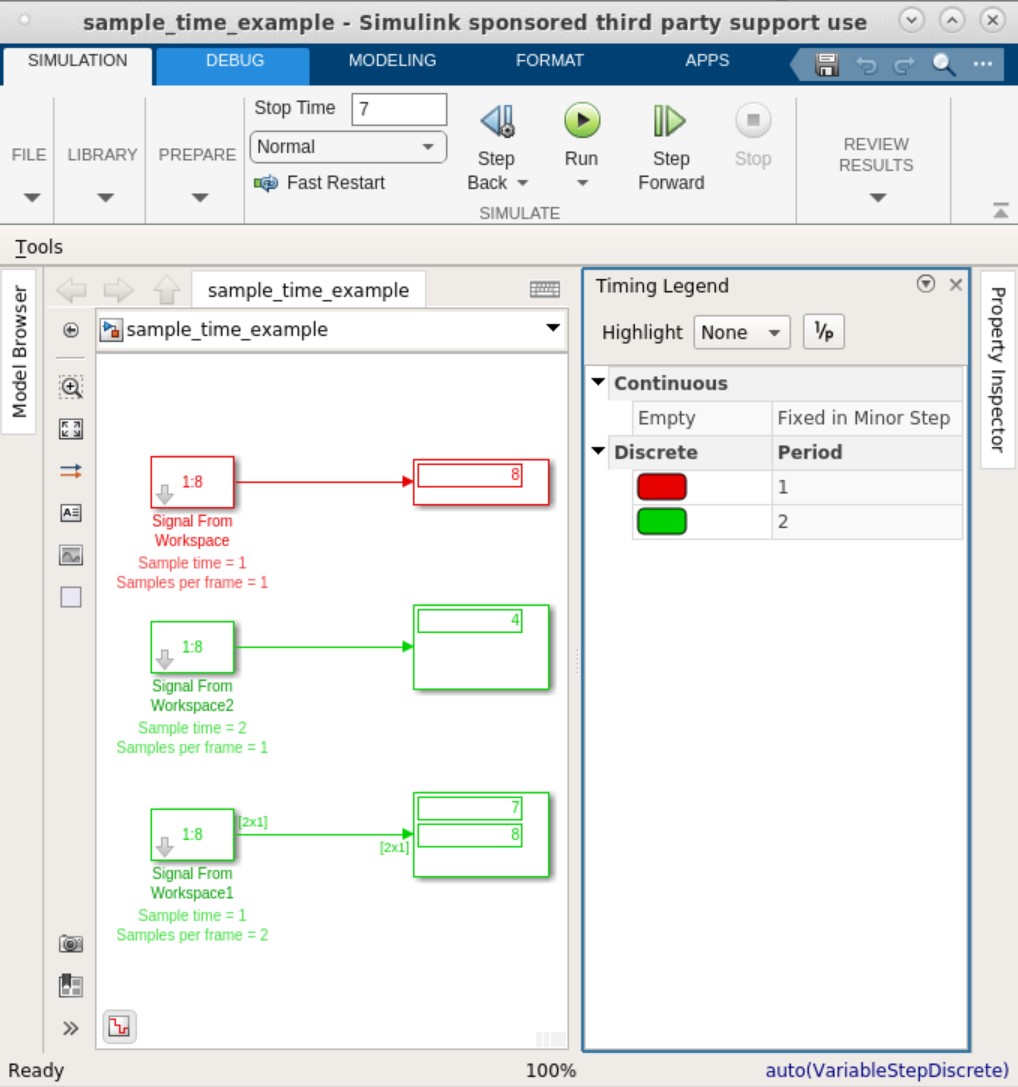 sample_time_example - Simulink sponsored third party support use
SIMULATION DEBUG MODELING FORMAT APPS
FILE
LIBRARY
PREPARE
Stop Time 7
Normal
Fast Restart
Step
Back
Run
Step
Forward
Stop
SIMULATE
REVIEW
RESULTS
Tools
Model Browser
sample_time_example
sample_time_example
1:8
8
Signal From
Workspace
Sample time = 1
Samples per frame = 1
1:8
4
Signal From
Workspace2
Sample time = 2
Samples per frame = 1
1:8
[2x1]
[2x1]
7
8
Signal From
Workspace1
Sample time = 1
Samples per frame = 2
Timing Legend
Highlight None 1/P
Continuous
Empty Fixed in Minor Step
Discrete Period
1
2
Property Inspector
A
Ready 100% auto(VariableStepDiscrete)